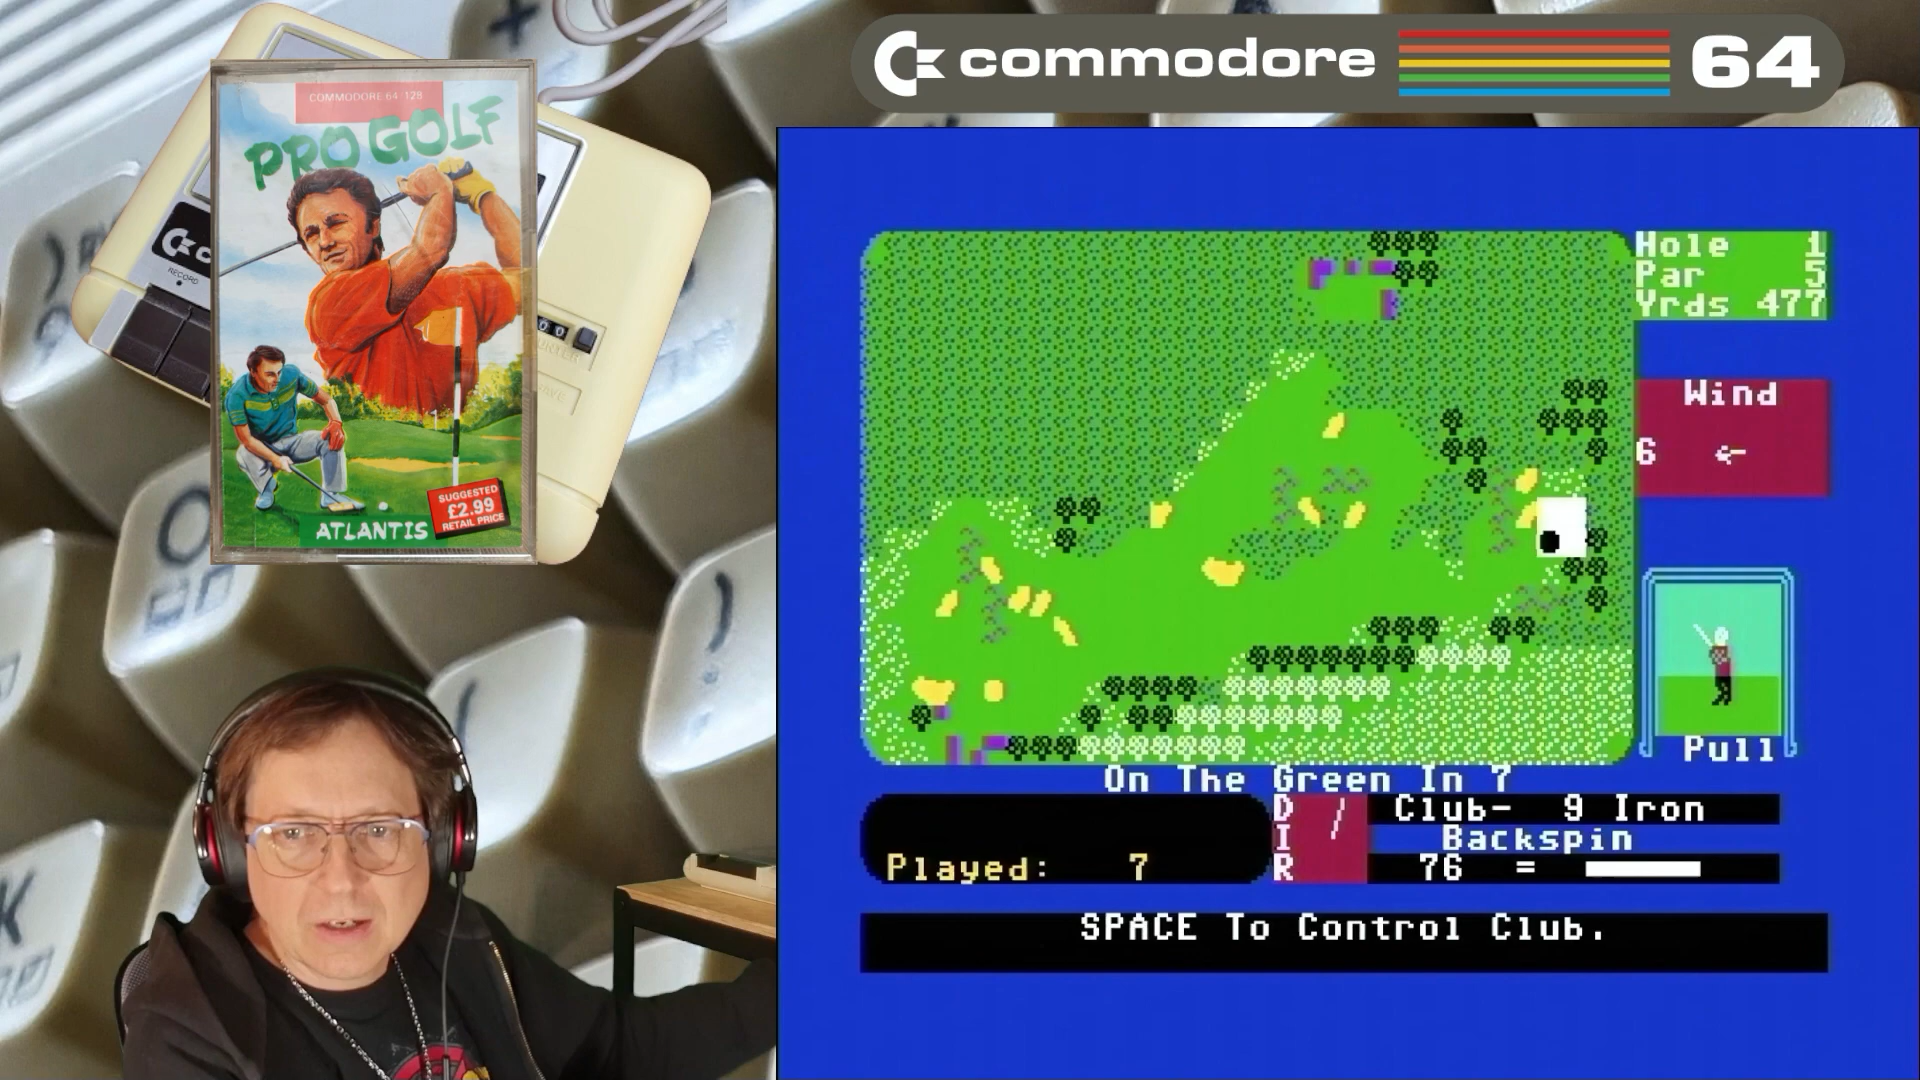 commodore 64
COMMODORE 64/128
PRO GOLF
RECORD
SUGGESTED
£2.99
RETAIL PRICE
ATLANTIS
Hole 1
Par 5
Yrds 477
Wind
6
Pull
On The Green In 7
Played: 7
D
I
R
Club- 9 Iron
Backspin
76 =
SPACE To Control Club.